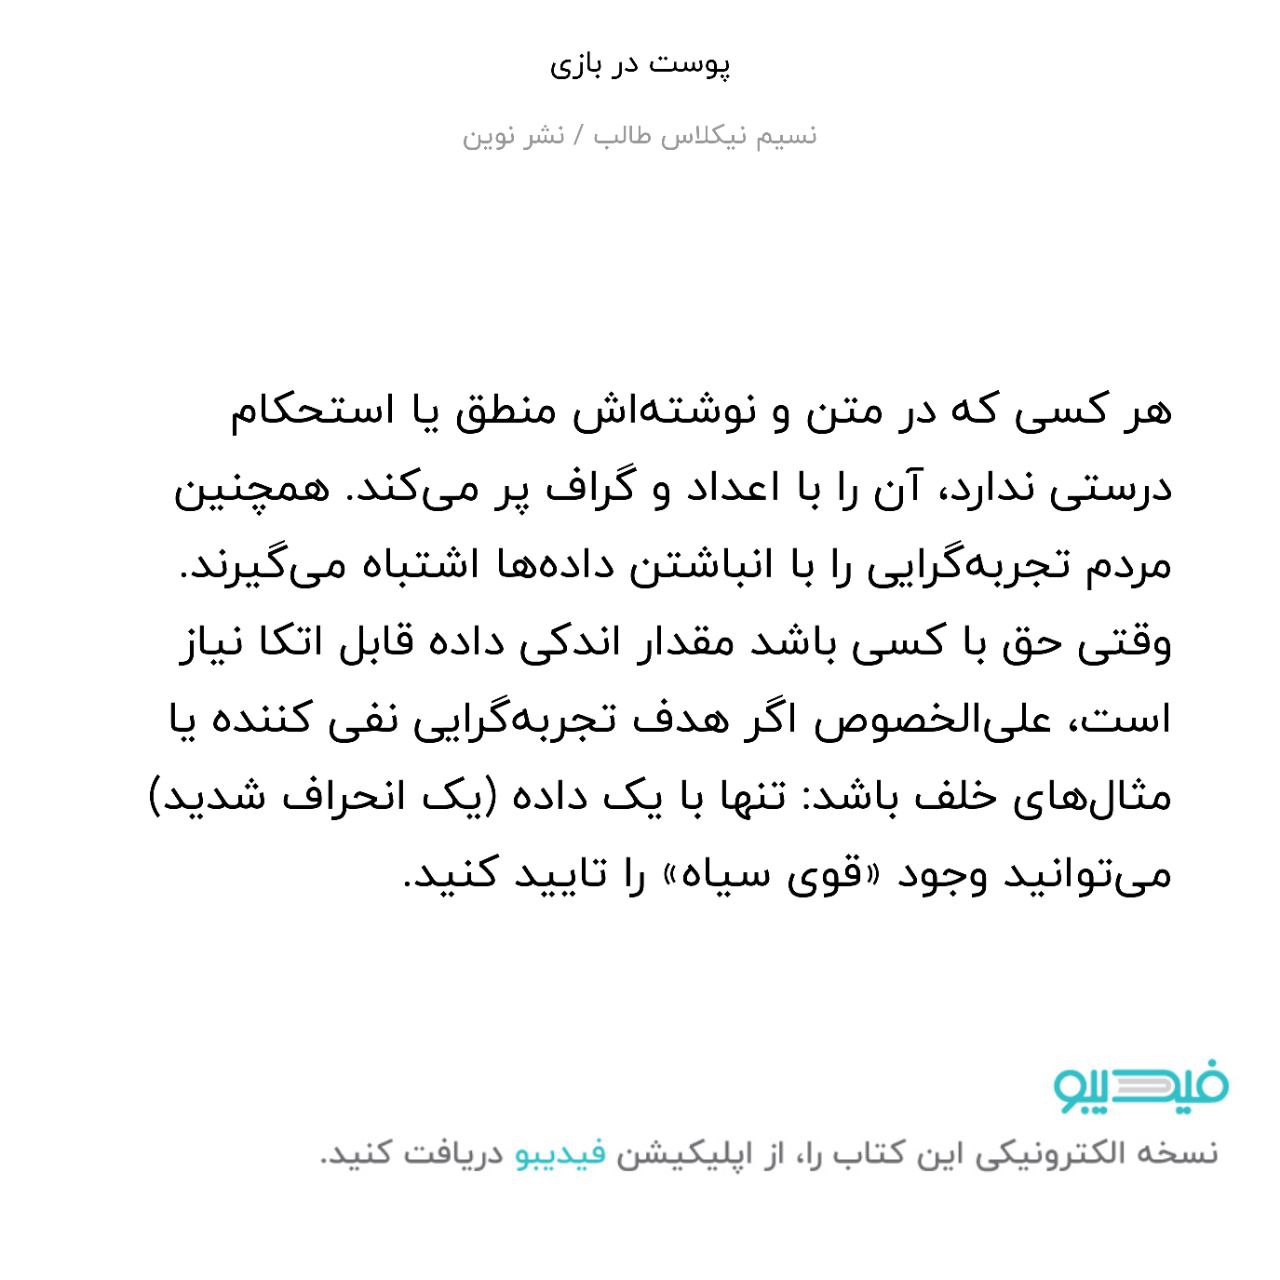 پوست در بازی
نسیم نیکلاس طالب / نشر نوین
هر کسی که در متن و نوشته‌اش منطق یا استحکام
درستی ندارد، آن را با اعداد و گراف پر می‌کند. همچنین
مردم تجربه‌گرایی را با انباشتن داده‌ها اشتباه می‌گیرند.
وقتی حق با کسی باشد مقدار اندکی داده قابل اتکا نیاز
است، علی‌الخصوص اگر هدف تجربه‌گرایی نفی کننده یا
مثال‌های خلف باشد: تنها با یک داده (یک انحراف شدید)
می‌توانید وجود «قوی سیاه» را تایید کنید.
فیدیبو
نسخه الکترونیکی این کتاب را، از اپلیکیشن فیدیبو دریافت کنید.